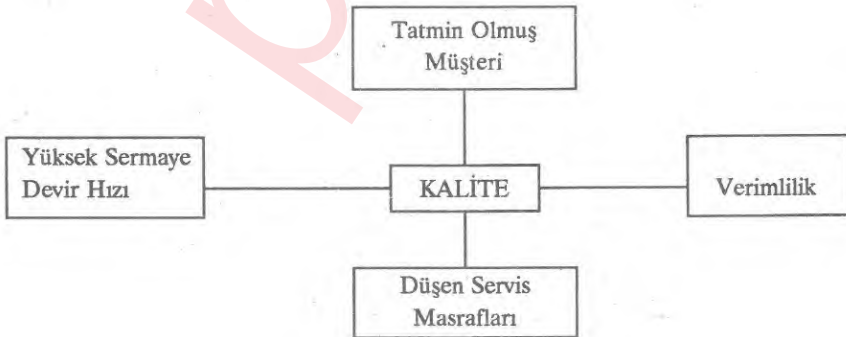 Tatmin Olmuş
Müşteri
Yüksek Sermaye
Devir Hızı
KALİTE
Verimlilik
Düşen Servis
Masrafları